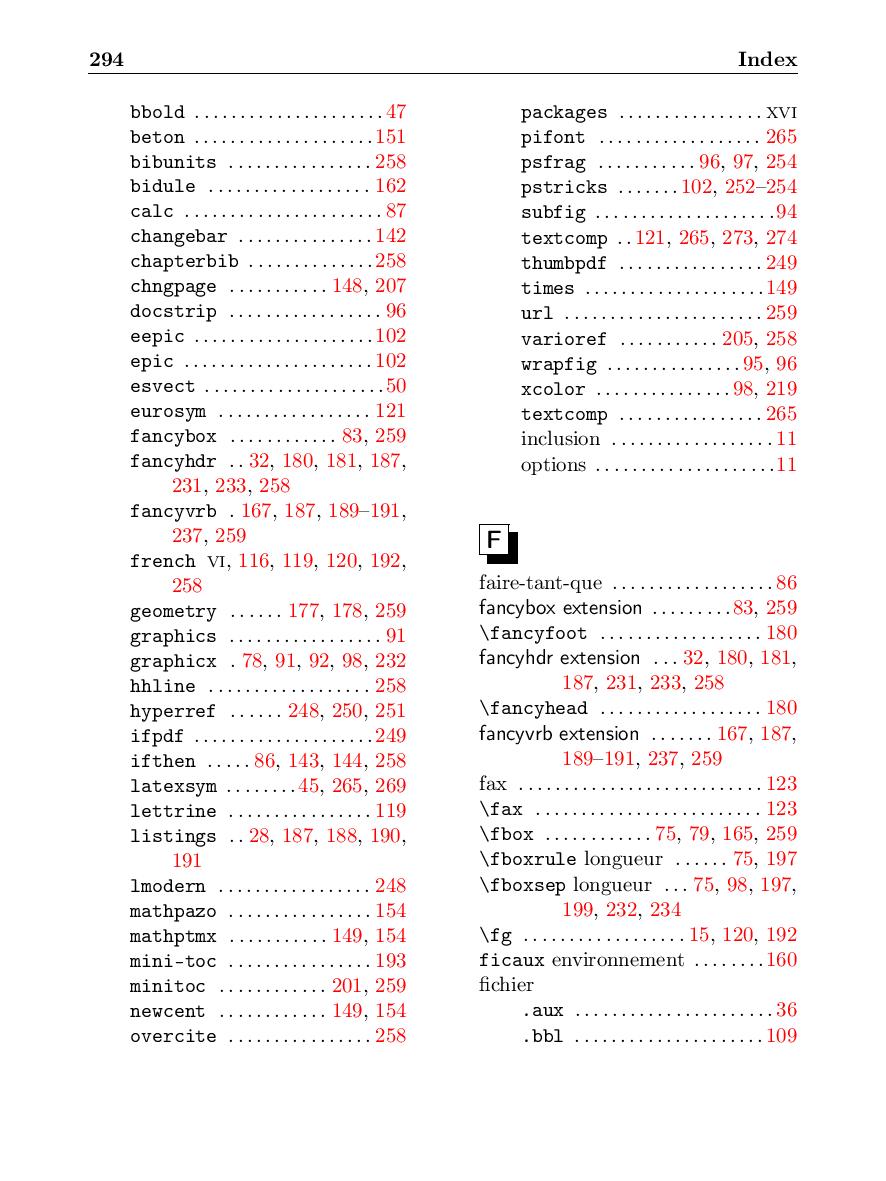 294 Index
bbold . . . . . . . . . . . . . . . . . . . . . 47
beton . . . . . . . . . . . . . . . . . . . . 151
bibunits . . . . . . . . . . . . . . . . 258
bidule . . . . . . . . . . . . . . . . . . 162
calc . . . . . . . . . . . . . . . . . . . . . . 87
changebar . . . . . . . . . . . . . . . 142
chapterbib . . . . . . . . . . . . . . 258
chngpage . . . . . . . . . . . 148, 207
docstrip . . . . . . . . . . . . . . . . . 96
eepic . . . . . . . . . . . . . . . . . . . . 102
epic . . . . . . . . . . . . . . . . . . . . . 102
esvect . . . . . . . . . . . . . . . . . . . . 50
eurosym . . . . . . . . . . . . . . . . . 121
fancybox . . . . . . . . . . . . 83, 259
fancyhdr . . 32, 180, 181, 187,
231, 233, 258
fancyvrb . 167, 187, 189–191,
237, 259
french VI, 116, 119, 120, 192,
258
geometry . . . . . . 177, 178, 259
graphics . . . . . . . . . . . . . . . . . 91
graphicx . 78, 91, 92, 98, 232
hhline . . . . . . . . . . . . . . . . . . 258
hyperref . . . . . . 248, 250, 251
ifpdf . . . . . . . . . . . . . . . . . . . . 249
ifthen . . . . . 86, 143, 144, 258
latexsym . . . . . . . . 45, 265, 269
lettrine . . . . . . . . . . . . . . . . 119
listings . . 28, 187, 188, 190,
191
lmodern . . . . . . . . . . . . . . . . . 248
mathpazo . . . . . . . . . . . . . . . . 154
mathptmx . . . . . . . . . . . 149, 154
mini-toc . . . . . . . . . . . . . . . . 193
minitoc . . . . . . . . . . . . 201, 259
newcent . . . . . . . . . . . . 149, 154
overcite . . . . . . . . . . . . . . . . 258
packages . . . . . . . . . . . . . . . . XVI
pifont . . . . . . . . . . . . . . . . . . 265
psfrag . . . . . . . . . . . 96, 97, 254
pstricks . . . . . . . 102, 252–254
subfig . . . . . . . . . . . . . . . . . . . . 94
textcomp . . 121, 265, 273, 274
thumbpdf . . . . . . . . . . . . . . . . 249
times . . . . . . . . . . . . . . . . . . . . 149
url . . . . . . . . . . . . . . . . . . . . . . 259
varioref . . . . . . . . . . . 205, 258
wrapfig . . . . . . . . . . . . . . . 95, 96
xcolor . . . . . . . . . . . . . . . 98, 219
textcomp . . . . . . . . . . . . . . . . 265
inclusion . . . . . . . . . . . . . . . . . . 11
options . . . . . . . . . . . . . . . . . . . . 11
F
faire-tant-que . . . . . . . . . . . . . . . . . . 86
fancybox extension . . . . . . . . . 83, 259
\fancyfoot . . . . . . . . . . . . . . . . . . 180
fancyhdr extension . . . 32, 180, 181,
187, 231, 233, 258
\fancyhead . . . . . . . . . . . . . . . . . . 180
fancyvrb extension . . . . . . . 167, 187,
189–191, 237, 259
fax . . . . . . . . . . . . . . . . . . . . . . . . . . . 123
\fax . . . . . . . . . . . . . . . . . . . . . . . . . 123
\fbox . . . . . . . . . . . . 75, 79, 165, 259
\fboxrule longueur . . . . . . 75, 197
\fboxsep longueur . . . 75, 98, 197,
199, 232, 234
\fg . . . . . . . . . . . . . . . . . . 15, 120, 192
ficaux environnement . . . . . . . . 160
fichier
.aux . . . . . . . . . . . . . . . . . . . . . . 36
.bbl . . . . . . . . . . . . . . . . . . . . . 109